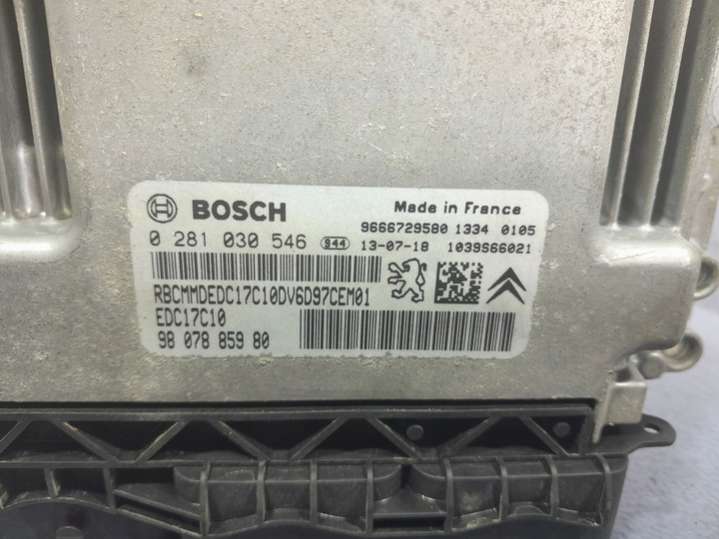 BOSCH
Made in France
9666729580 1334 0105
0 281 030 546 S44 13-07-18 1039S66021
RBCMMDEDC17C10DV6D97CEM01
EDC17C10
98 078 859 80